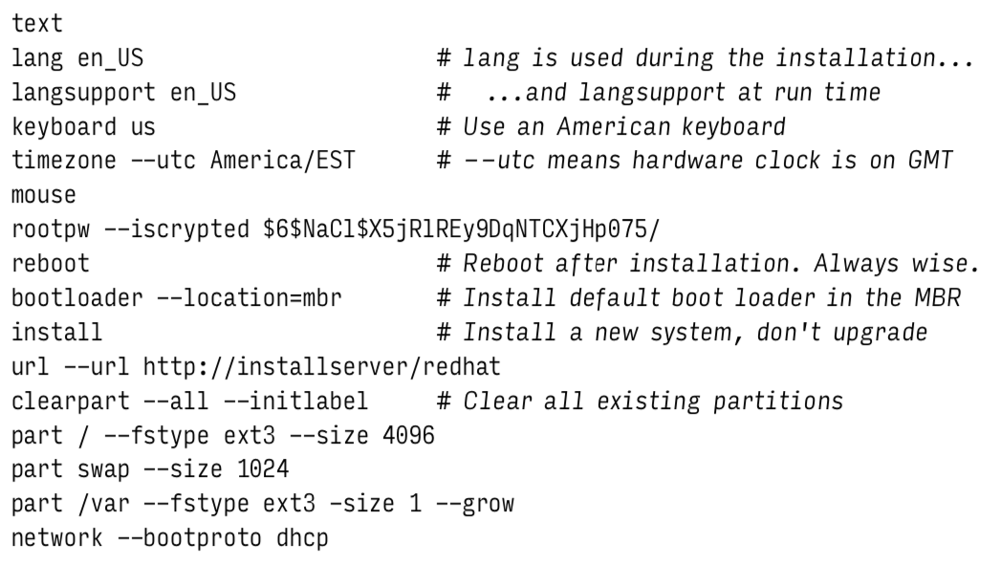 text
lang en_US # lang is used during the installation...
langsupport en_US # ...and langsupport at run time
keyboard us # Use an American keyboard
timezone --utc America/EST # --utc means hardware clock is on GMT
mouse
rootpw --iscrypted $6$NaCl$X5jRlREy9DqNTCXjHp075/
reboot # Reboot after installation. Always wise.
bootloader --location=mbr # Install default boot loader in the MBR
install # Install a new system, don't upgrade
url --url http://installserver/redhat
clearpart --all --initlabel # Clear all existing partitions
part / --fstype ext3 --size 4096
part swap --size 1024
part /var --fstype ext3 -size 1 --grow
network --bootproto dhcp